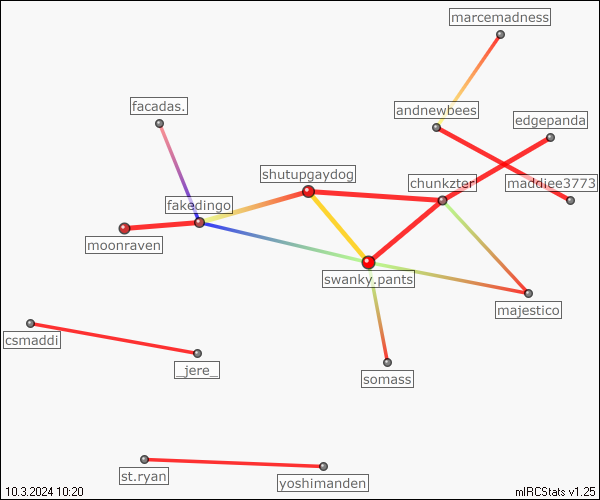 marcemadness
facadas.
andnewbees
edgepanda
shutupgaydog
chunkzter
maddiee3773
fakedingo
moonraven
swanky.pants
majestico
csmaddi
_jere_
somass
st.ryan
yoshimanden
10.3.2024 10:20
mIRCStats v1.25